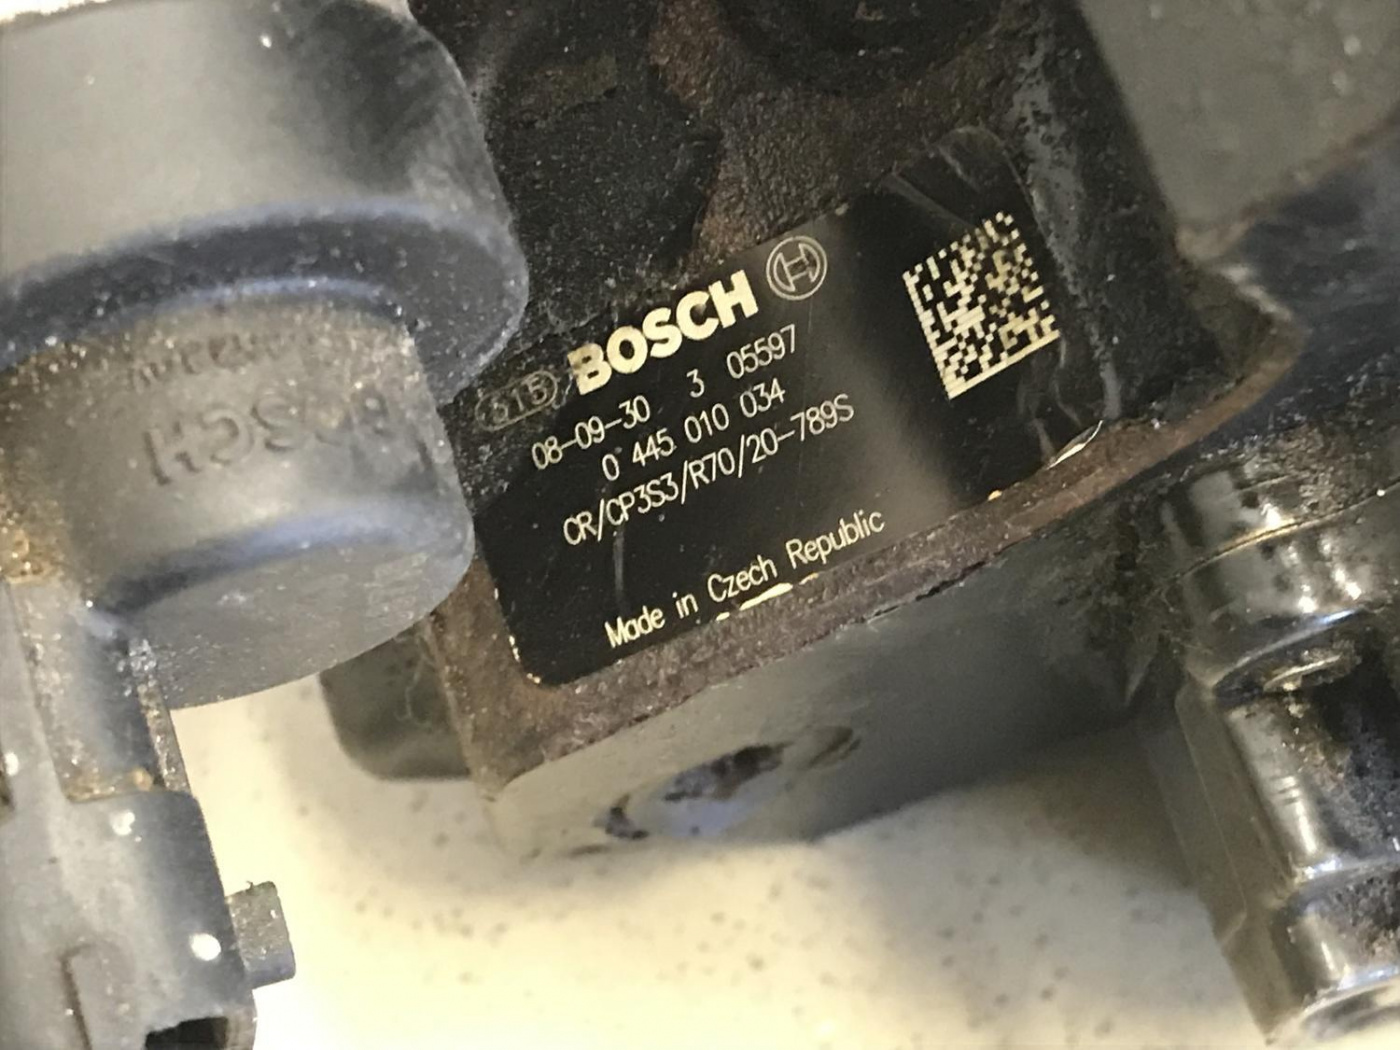 515 BOSCH
08-09-30 3 05597
0 445 010 034
CR/CP3S3/R70/20-789S
Made in Czech Republic
BOSCH